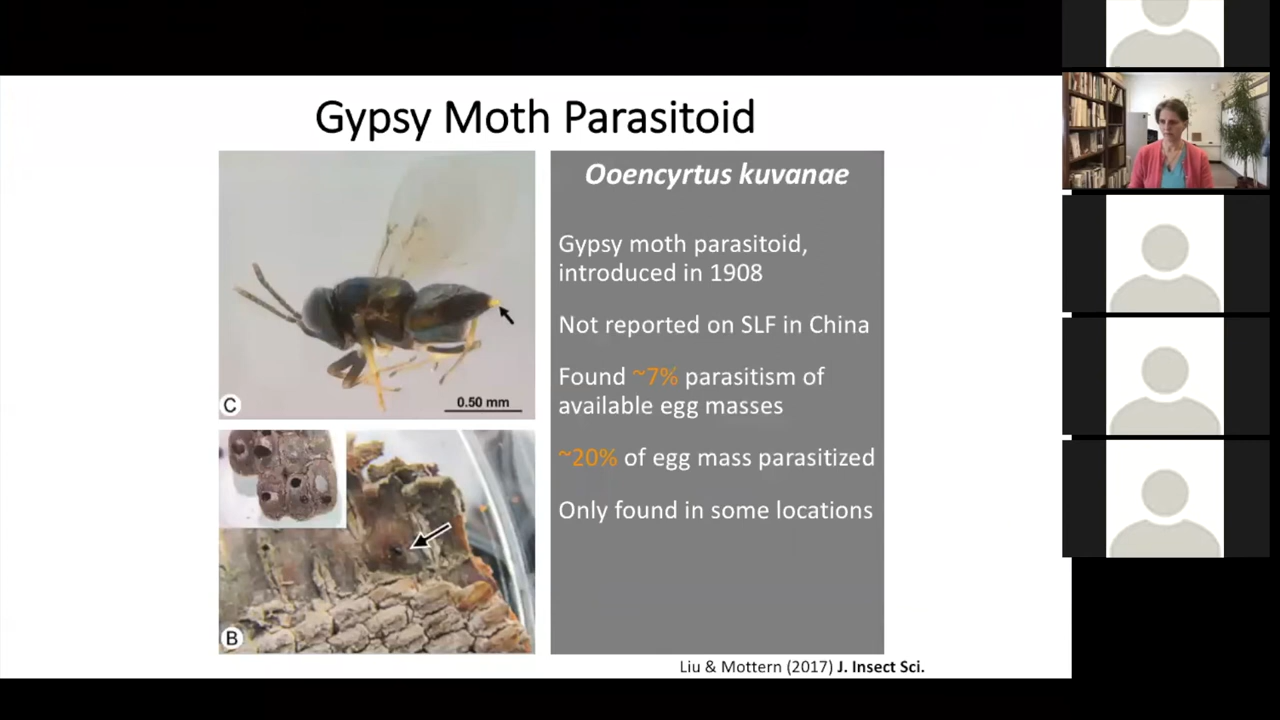 Gypsy Moth Parasitoid
C
0.50 mm
B
Ooencyrtus kuvanae
Gypsy moth parasitoid,
introduced in 1908
Not reported on SLF in China
Found ~7% parasitism of
available egg masses
~20% of egg mass parasitized
Only found in some locations
Liu & Mottern (2017) J. Insect Sci.